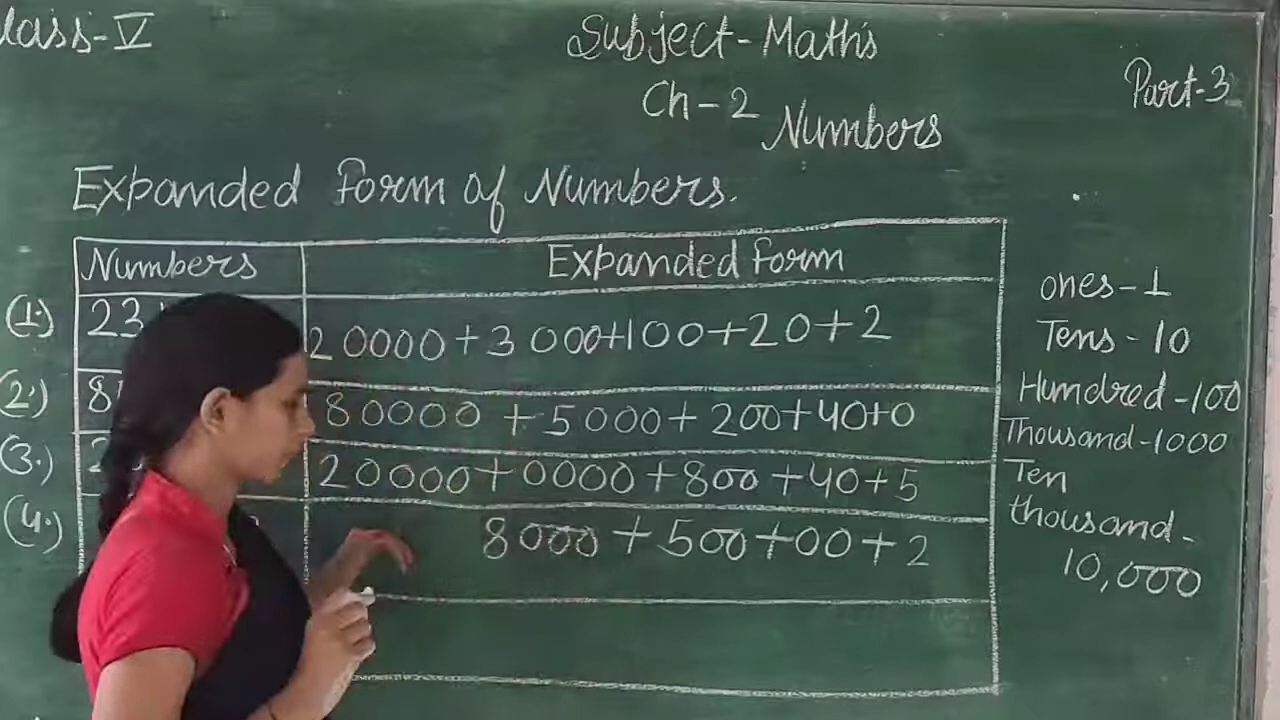 Class-V
Subject-Maths
Part-3
Ch-2 Numbers
Expanded form of Numbers.
Numbers Expanded form
(1.) 20000+3000+100+20+2
(2.) 80000+5000+200+40+0
(3.) 20000+0000+800+40+5
(4.) 8000+500+00+2
ones-1
Tens-10
Hundred-100
Thousand-1000
Ten
thousand-
10,000